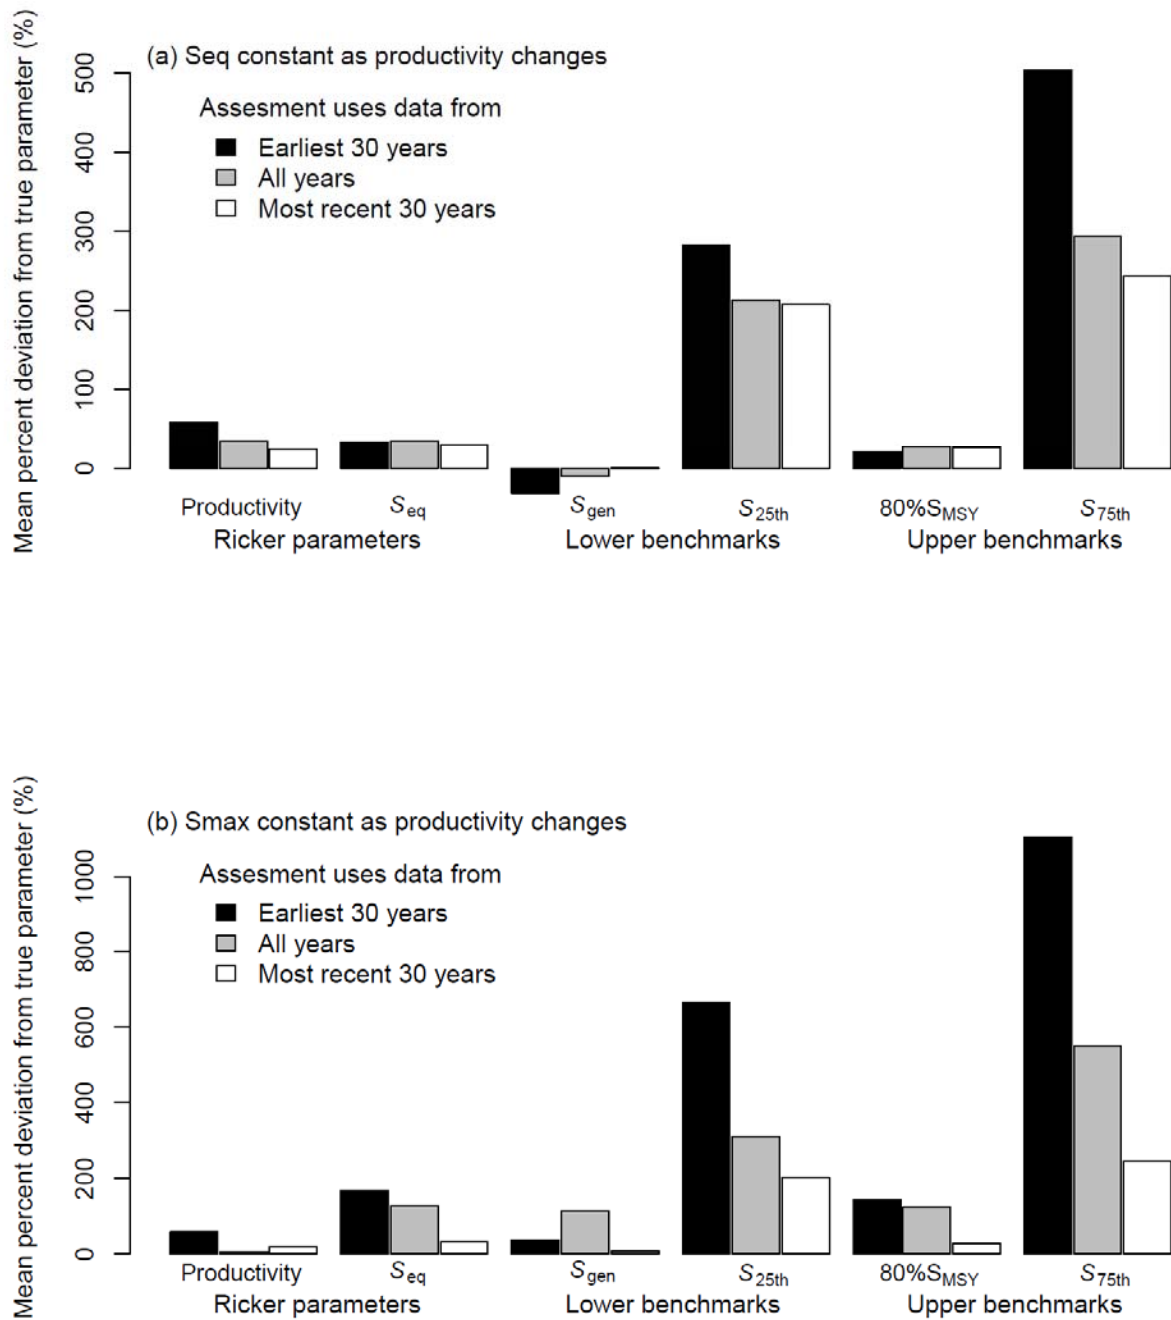 Mean percent deviation from true parameter (%)
(a) Seq constant as productivity changes
Assesment uses data from
Earliest 30 years
All years
Most recent 30 years
500
400
300
200
100
0
Productivity
Seq
Sgen
S25th
80%SMSY
S75th
Ricker parameters
Lower benchmarks
Upper benchmarks
Mean percent deviation from true parameter (%)
(b) Smax constant as productivity changes
Assesment uses data from
Earliest 30 years
All years
Most recent 30 years
1000
800
600
400
200
0
Productivity
Seq
Sgen
S25th
80%SMSY
S75th
Ricker parameters
Lower benchmarks
Upper benchmarks